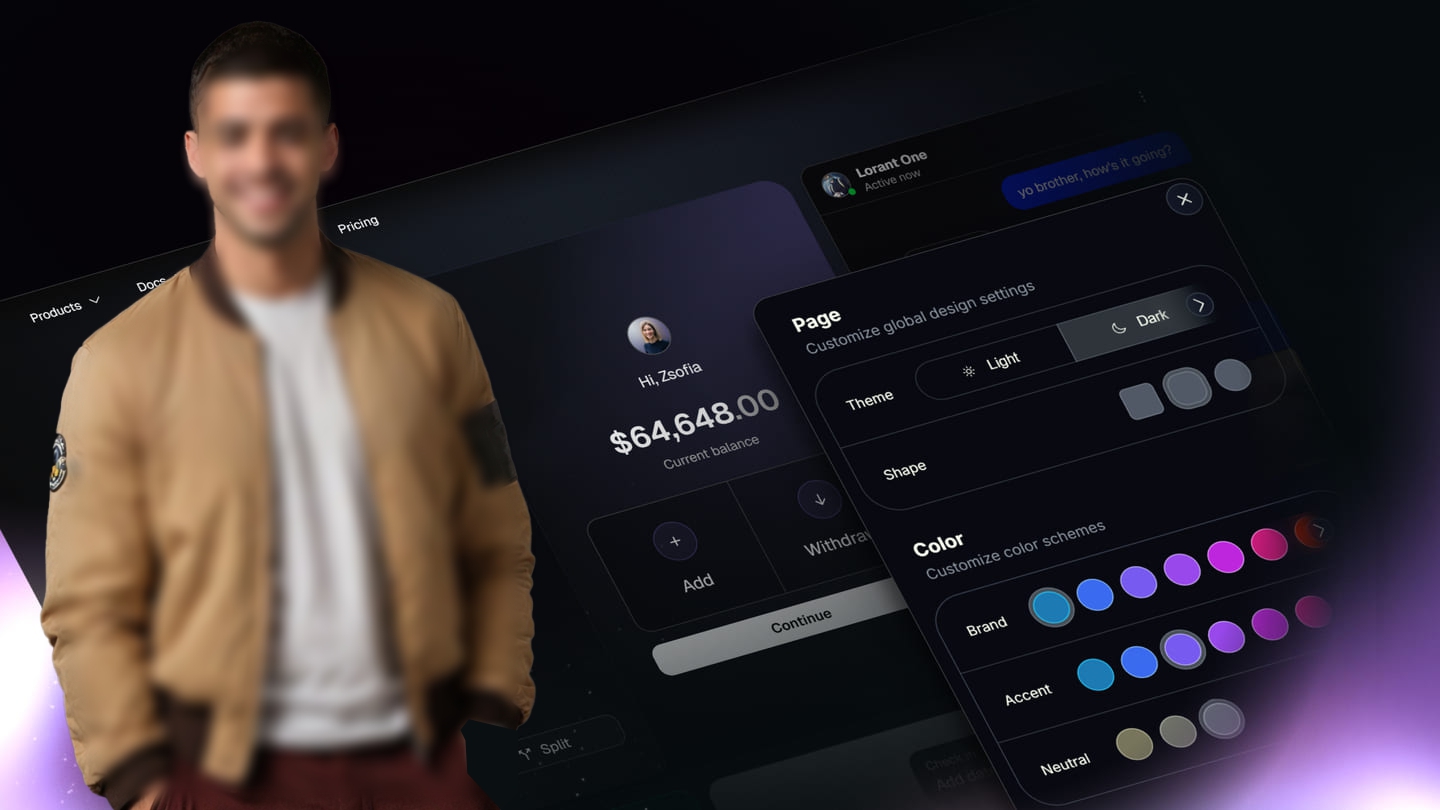 Products
Docs
Pricing
Lorant One
Active now
yo brother, how's it going?
Hi, Zsofia
$64,648.00
Current balance
Add
Withdraw
Continue
Split
Page
Customize global design settings
Theme
Light
Dark
Shape
Color
Customize color schemes
Brand
Accent
Neutral